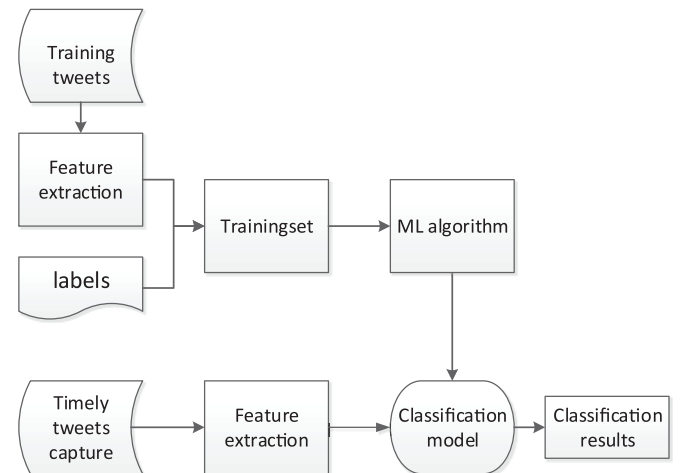 Training
tweets
Feature
extraction
labels
Trainingset
ML algorithm
Timely
tweets
capture
Feature
extraction
Classification
model
Classification
results